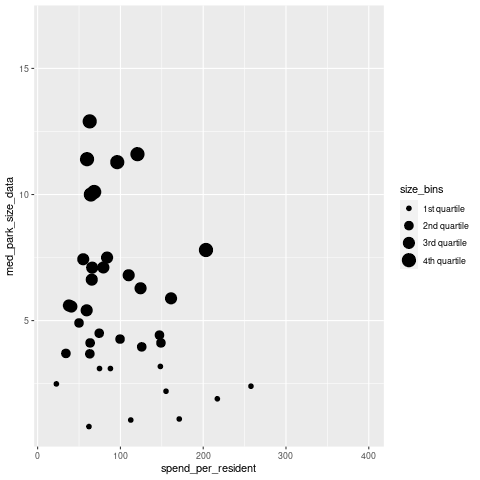 15
10
5
med_park_size_data
0
100
200
300
400
spend_per_resident
size_bins
1st quartile
2nd quartile
3rd quartile
4th quartile